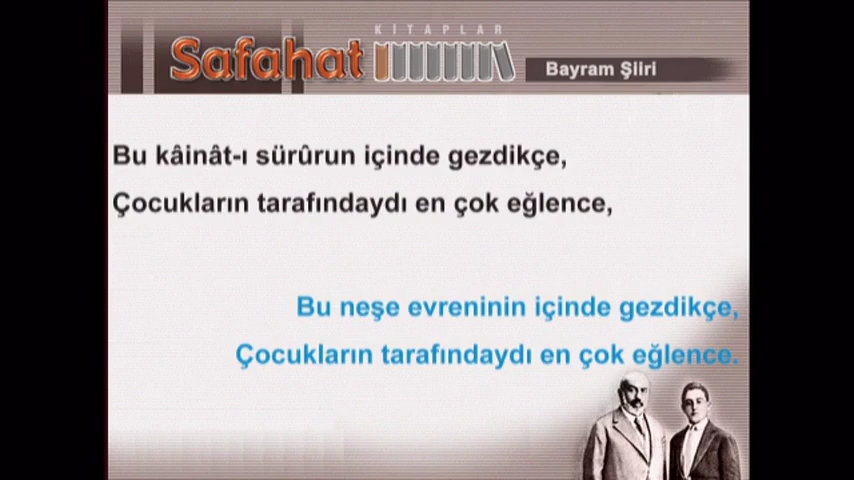 KİTAPLAR
Safahat
Bayram Şiiri
Bu kâinât-ı sürûrun içinde gezdikçe,
Çocukların tarafındaydı en çok eğlence,
Bu neşe evreninin içinde gezdikçe,
Çocukların tarafındaydı en çok eğlence.